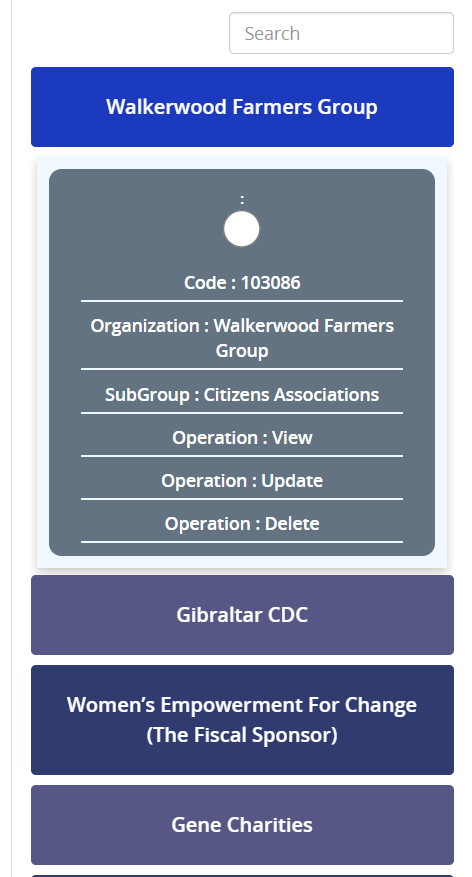 Search
Walkerwood Farmers Group
:
Code : 103086
Organization : Walkerwood Farmers
Group
SubGroup : Citizens Associations
Operation : View
Operation : Update
Operation : Delete
Gibraltar CDC
Women’s Empowerment For Change
(The Fiscal Sponsor)
Gene Charities